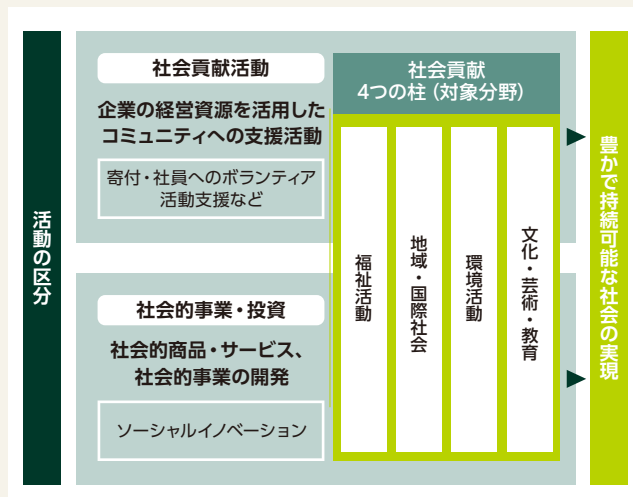 活動の区分
社会貢献活動
企業の経営資源を活用した
コミュニティへの支援活動
寄付・社員へのボランティア
活動支援など
社会的事業・投資
社会的商品・サービス、
社会的事業の開発
ソーシャルイノベーション
社会貢献
4つの柱（対象分野）
福祉活動
地域・国際社会
環境活動
文化・芸術・教育
豊かで持続可能な社会の実現